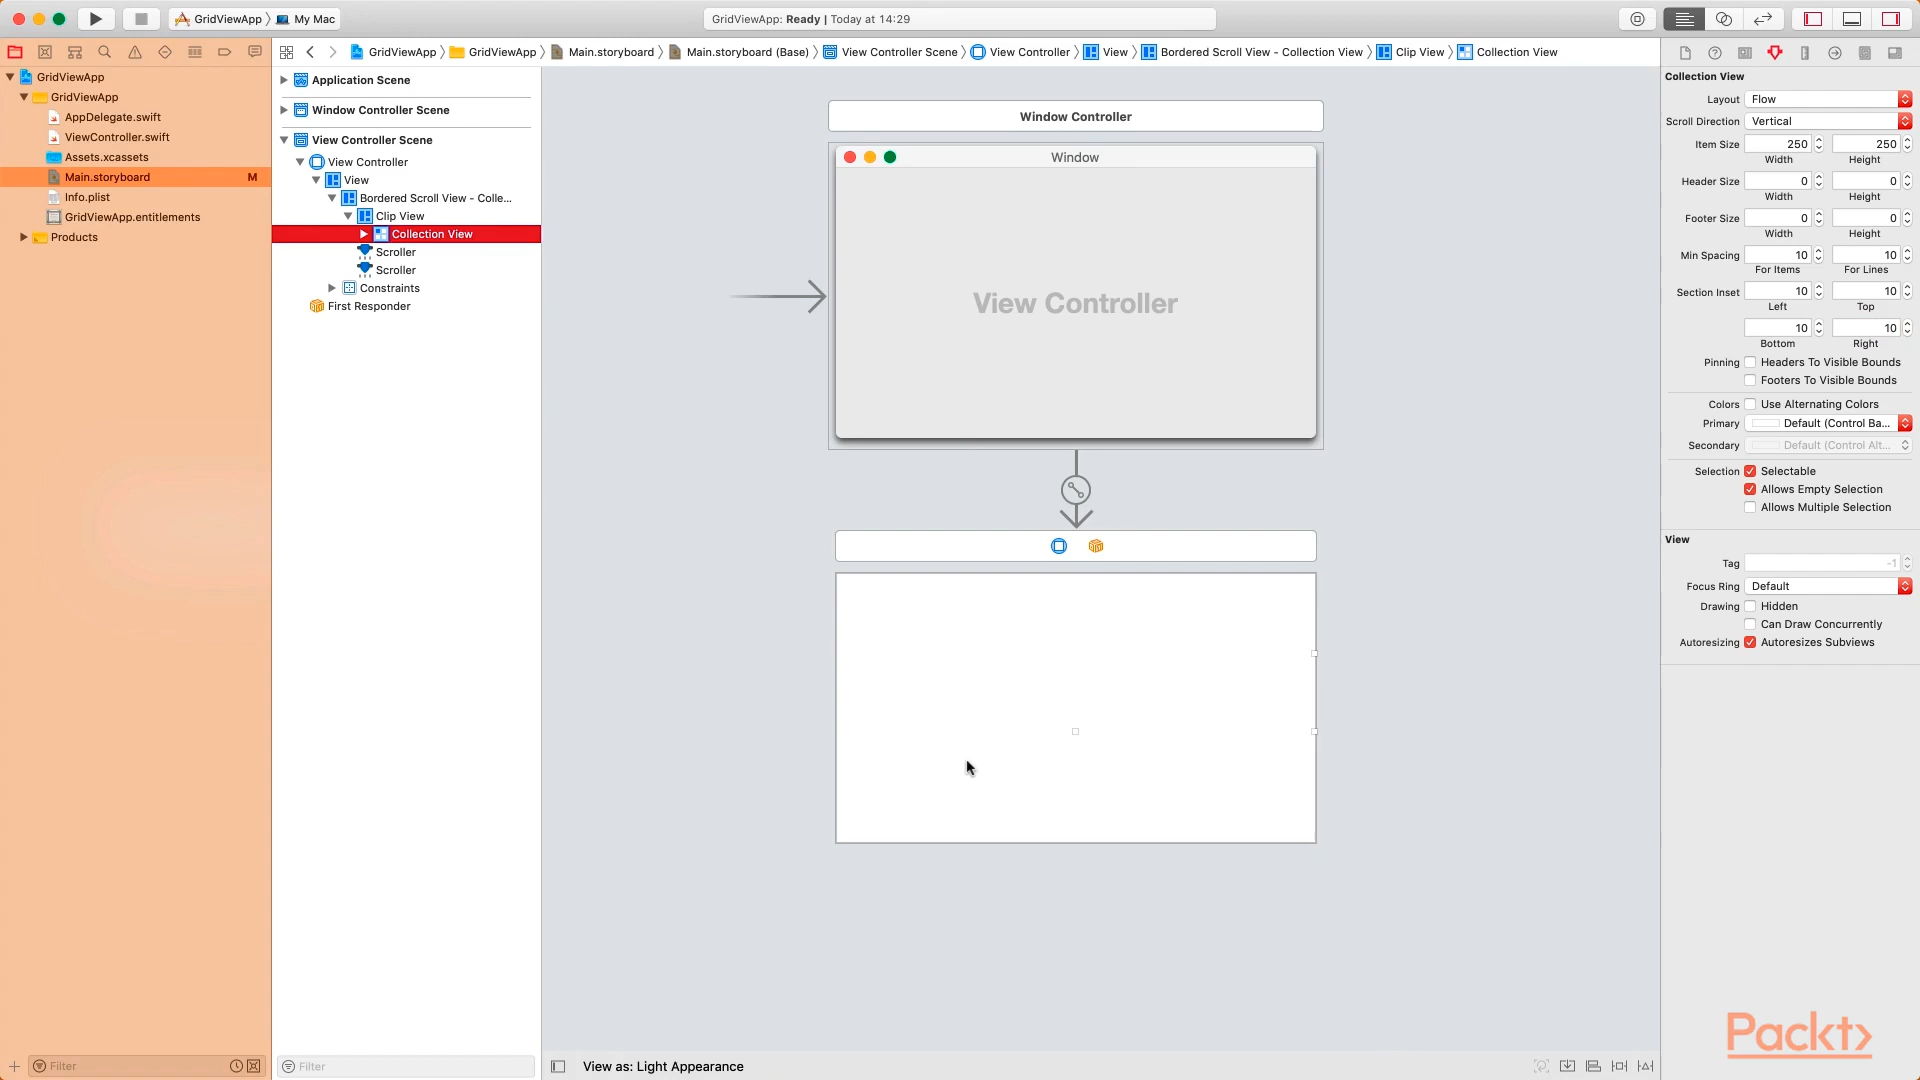 GridViewApp 〉 My Mac
GridViewApp: Ready | Today at 14:29
GridViewApp 〉 GridViewApp 〉 Main.storyboard 〉 Main.storyboard (Base) 〉 View Controller Scene 〉 View Controller 〉 View 〉 Bordered Scroll View - Collection View 〉 Clip View 〉 Collection View
GridViewApp
GridViewApp
AppDelegate.swift
ViewController.swift
Assets.xcassets
Main.storyboard M
Info.plist
GridViewApp.entitlements
Products
Filter
Application Scene
Window Controller Scene
View Controller Scene
View Controller
View
Bordered Scroll View - Colle...
Clip View
Collection View
Scroller
Scroller
Constraints
First Responder
Filter
Window Controller
Window
View Controller
View as: Light Appearance
Collection View
Layout Flow
Scroll Direction Vertical
Item Size 250 250
Width Height
Header Size 0 0
Width Height
Footer Size 0 0
Width Height
Min Spacing 10 10
For Items For Lines
Section Inset 10 10
Left Top
10 10
Bottom Right
Pinning Headers To Visible Bounds
Footers To Visible Bounds
Colors Use Alternating Colors
Primary Default (Control Ba...
Secondary Default (Control Alt...
Selection Selectable
Allows Empty Selection
Allows Multiple Selection
View
Tag -1
Focus Ring Default
Drawing Hidden
Can Draw Concurrently
Autoresizing Autoresizes Subviews
Packt>